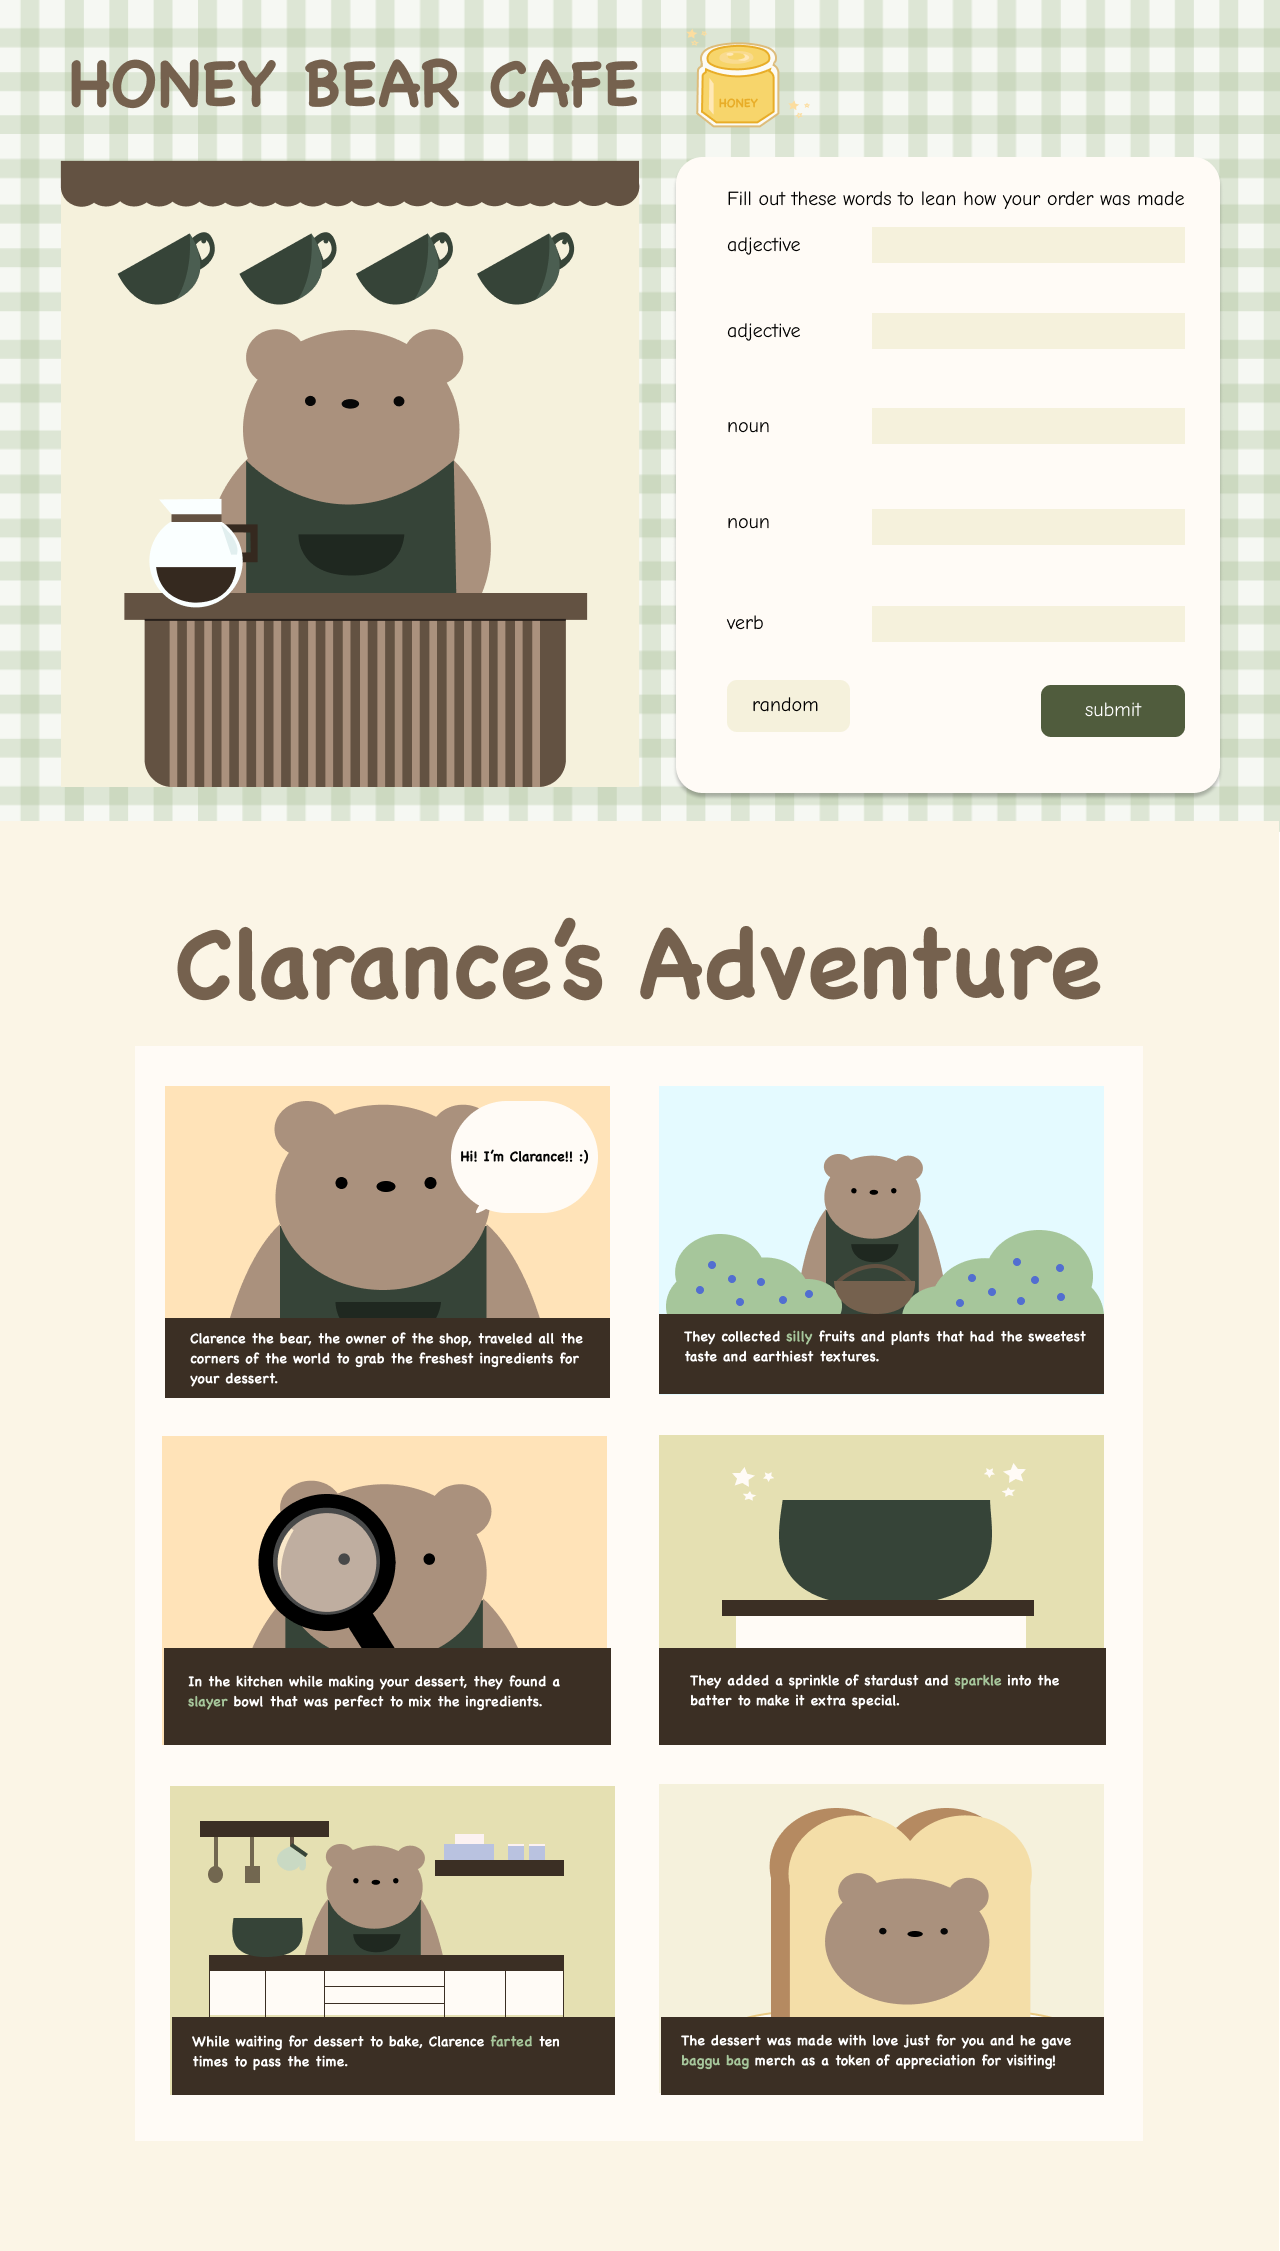 HONEY BEAR CAFE
HONEY
Fill out these words to lean how your order was made
adjective
adjective
noun
noun
verb
random
submit
Clarance's Adventure
Hi! I'm Clarance!! :)
Clarence the bear, the owner of the shop, traveled all the
corners of the world to grab the freshest ingredients for
your dessert.
They collected silly fruits and plants that had the sweetest
taste and earthiest textures.
In the kitchen while making your dessert, they found a
slayer bowl that was perfect to mix the ingredients.
They added a sprinkle of stardust and sparkle into the
batter to make it extra special.
While waiting for dessert to bake, Clarence farted ten
times to pass the time.
The dessert was made with love just for you and he gave
baggu bag merch as a token of appreciation for visiting!